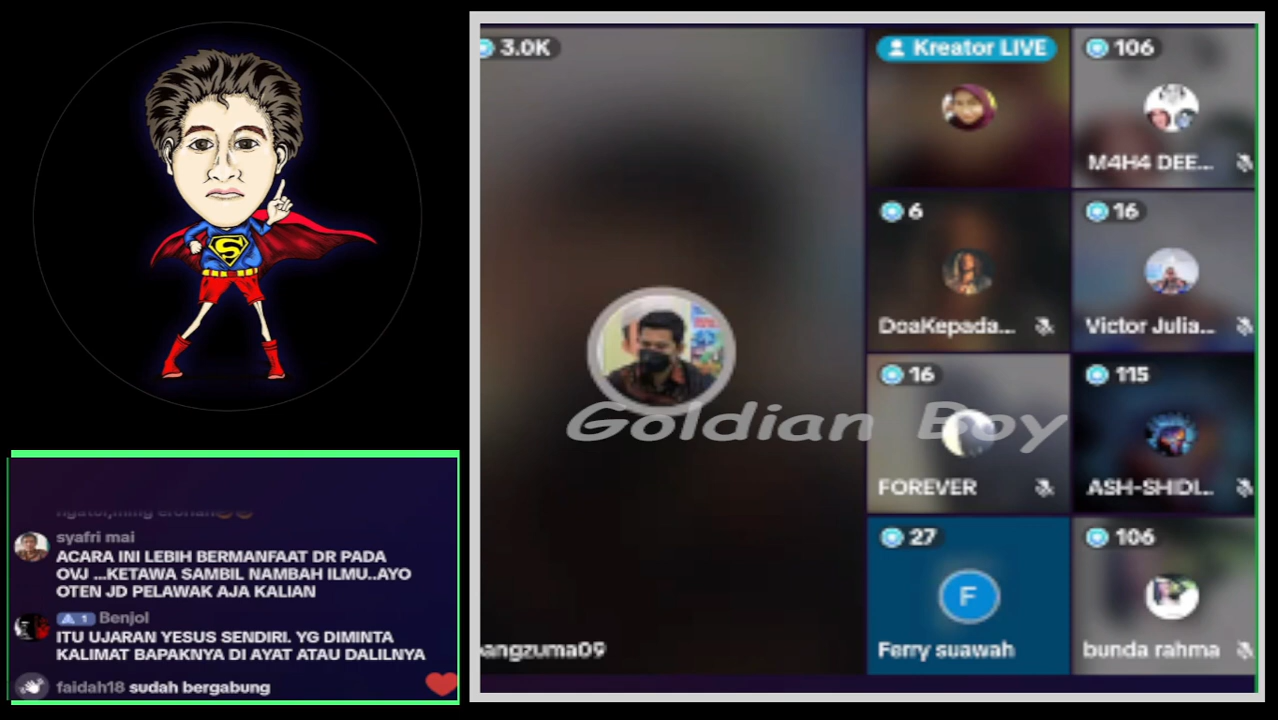 S
syafri mai
ACARA INI LEBIH BERMANFAAT DR PADA
OVJ ...KETAWA SAMBIL NAMBAH ILMU..AYO
OTEN JD PELAWAK AJA KALIAN
1 Benjol
ITU UJARAN YESUS SENDIRI. YG DIMINTA
KALIMAT BAPAKNYA DI AYAT ATAU DALILNYA
faidah18 sudah bergabung
3.0K
Kreator LIVE
106
M4H4 DEE...
6
16
DoaKepada...
Victor Julia...
16
115
Goldian Boy
FOREVER
ASH-SHIDI...
27
106
F
angzuma09
Ferry suawah
bunda rahma